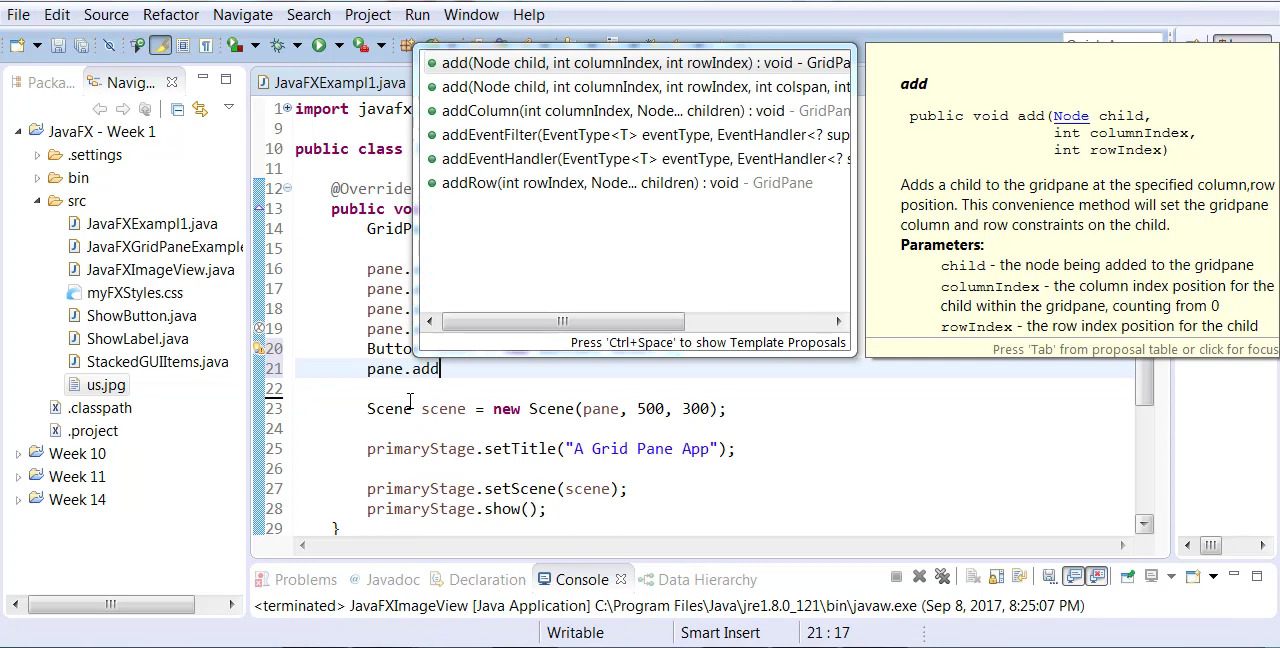 File Edit Source Refactor Navigate Search Project Run Window Help
Packa... Navig...
JavaFX - Week 1
.settings
bin
src
JavaFXExampl1.java
JavaFXGridPaneExample
JavaFXImageView.java
myFXStyles.css
ShowButton.java
ShowLabel.java
StackedGUIItems.java
us.jpg
.classpath
.project
Week 10
Week 11
Week 14
JavaFXExampl1.java
1 import javafx
9
10 public class
11
12 @Override
13 public vo
14 GridP
15
16 pane.
17 pane.
18 pane.
19 pane.
20 Butto
21 pane.add
22
23 Scene scene = new Scene(pane, 500, 300);
24
25 primaryStage.setTitle("A Grid Pane App");
26
27 primaryStage.setScene(scene);
28 primaryStage.show();
29 }
add(Node child, int columnIndex, int rowIndex) : void - GridPa
add(Node child, int columnIndex, int rowIndex, int colspan, int
addColumn(int columnIndex, Node... children) : void - GridPan
addEventFilter(EventType<T> eventType, EventHandler<? sup
addEventHandler(EventType<T> eventType, EventHandler<? s
addRow(int rowIndex, Node... children) : void - GridPane
Press 'Ctrl+Space' to show Template Proposals
add
public void add(Node child,
int columnIndex,
int rowIndex)
Adds a child to the gridpane at the specified column,row
position. This convenience method will set the gridpane
column and row constraints on the child.
Parameters:
child - the node being added to the gridpane
columnIndex - the column index position for the
child within the gridpane, counting from 0
rowIndex - the row index position for the child
Press 'Tab' from proposal table or click for focus
Problems @ Javadoc Declaration Console Data Hierarchy
<terminated> JavaFXImageView [Java Application] C:\Program Files\Java\jre1.8.0_121\bin\javaw.exe (Sep 8, 2017, 8:25:07 PM)
Writable Smart Insert 21 : 17